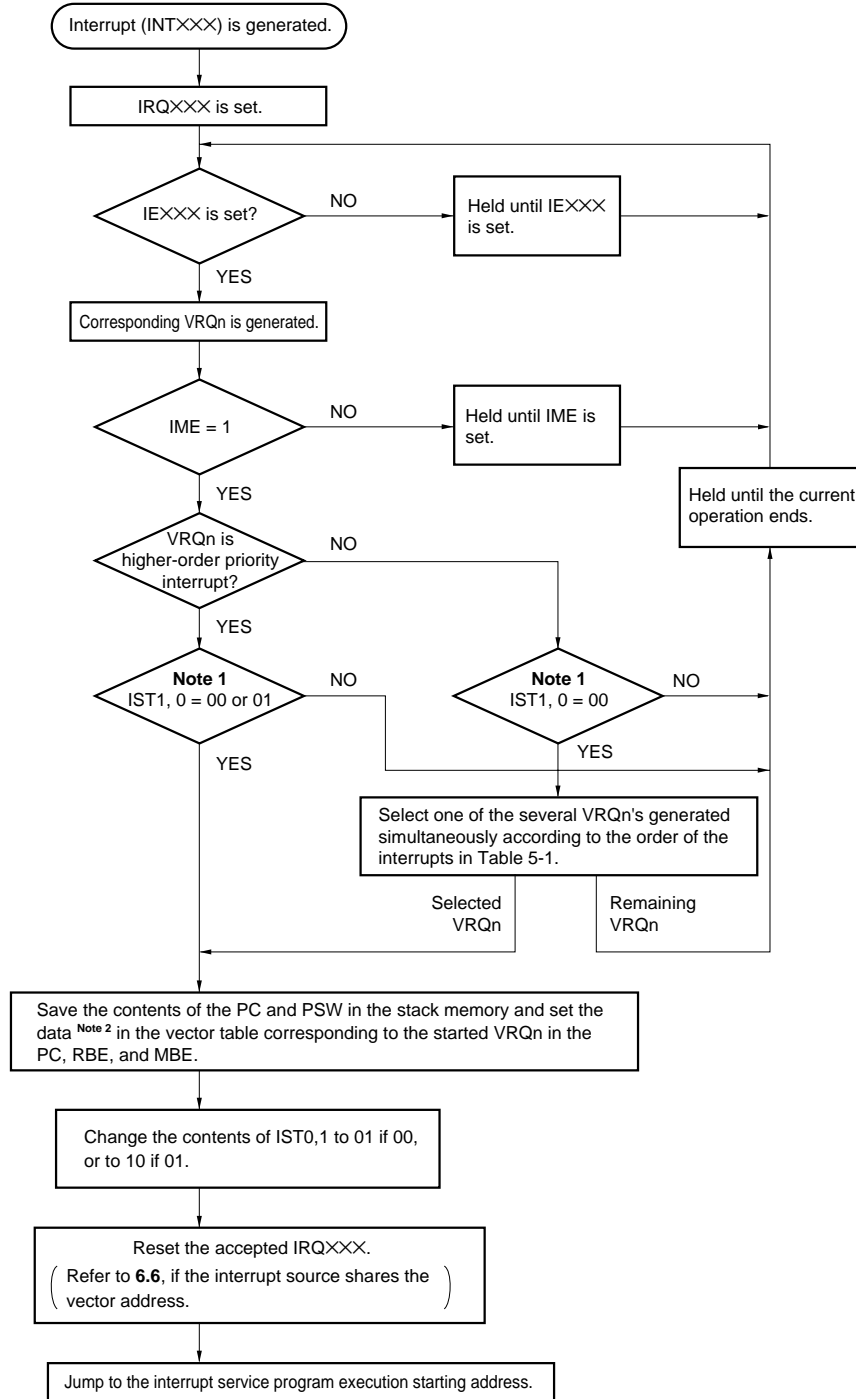 Interrupt (INT×××) is generated.
IRQ××× is set.
IE××× is set?
NO
Held until IE×××
is set.
YES
Corresponding VRQn is generated.
IME = 1
NO
Held until IME is
set.
YES
Held until the current
operation ends.
VRQn is
higher-order priority
interrupt?
NO
YES
Note 1
IST1, 0 = 00 or 01
NO
Note 1
IST1, 0 = 00
NO
YES
YES
Select one of the several VRQn's generated
simultaneously according to the order of the
interrupts in Table 5-1.
Selected
VRQn
Remaining
VRQn
Save the contents of the PC and PSW in the stack memory and set the
data Note 2 in the vector table corresponding to the started VRQn in the
PC, RBE, and MBE.
Change the contents of IST0,1 to 01 if 00,
or to 10 if 01.
Reset the accepted IRQ×××.
( Refer to 6.6, if the interrupt source shares the
vector address. )
Jump to the interrupt service program execution starting address.